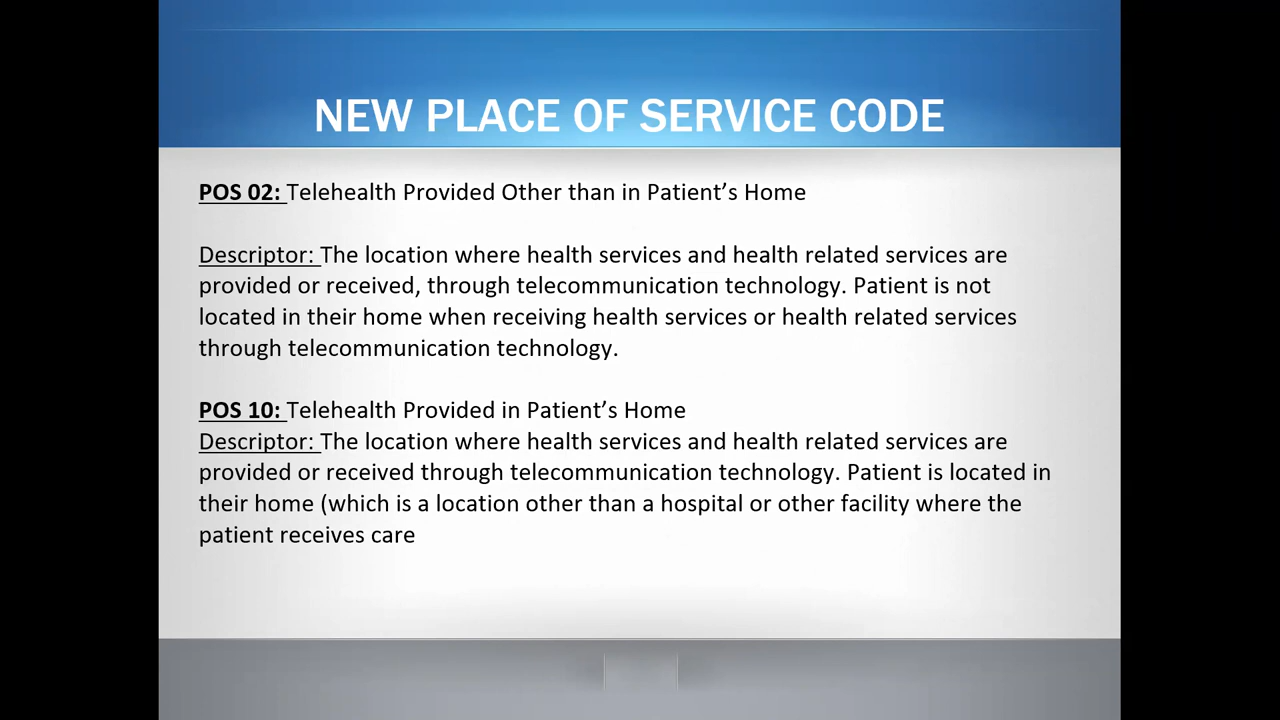 NEW PLACE OF SERVICE CODE
POS 02: Telehealth Provided Other than in Patient’s Home
Descriptor: The location where health services and health related services are
provided or received, through telecommunication technology. Patient is not
located in their home when receiving health services or health related services
through telecommunication technology.
POS 10: Telehealth Provided in Patient’s Home
Descriptor: The location where health services and health related services are
provided or received through telecommunication technology. Patient is located in
their home (which is a location other than a hospital or other facility where the
patient receives care